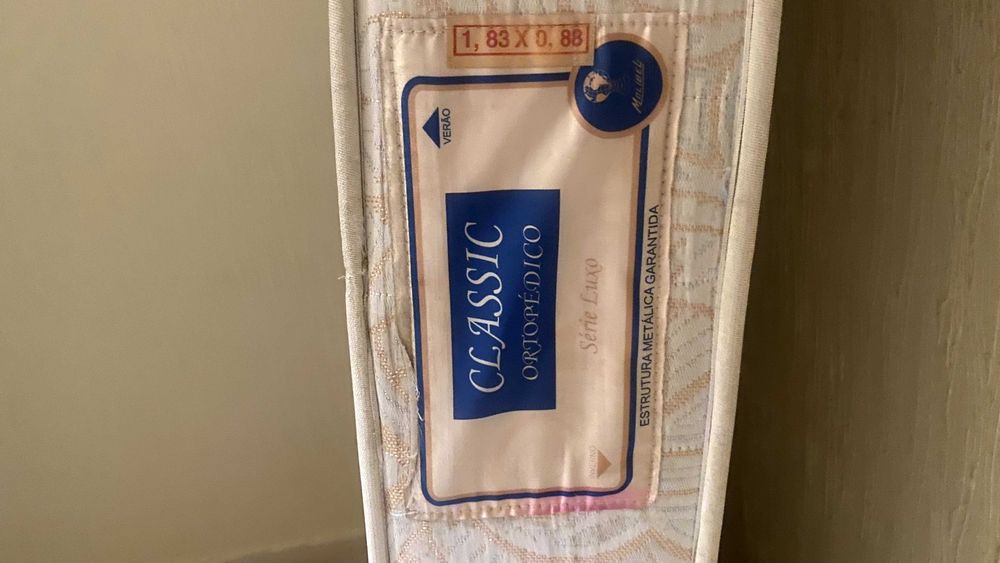 1, 83 X 0, 88
VERÃO
CLASSIC
ORTOPÉDICO
Série Luxo
ESTRUTURA METÁLICA GARANTIDA